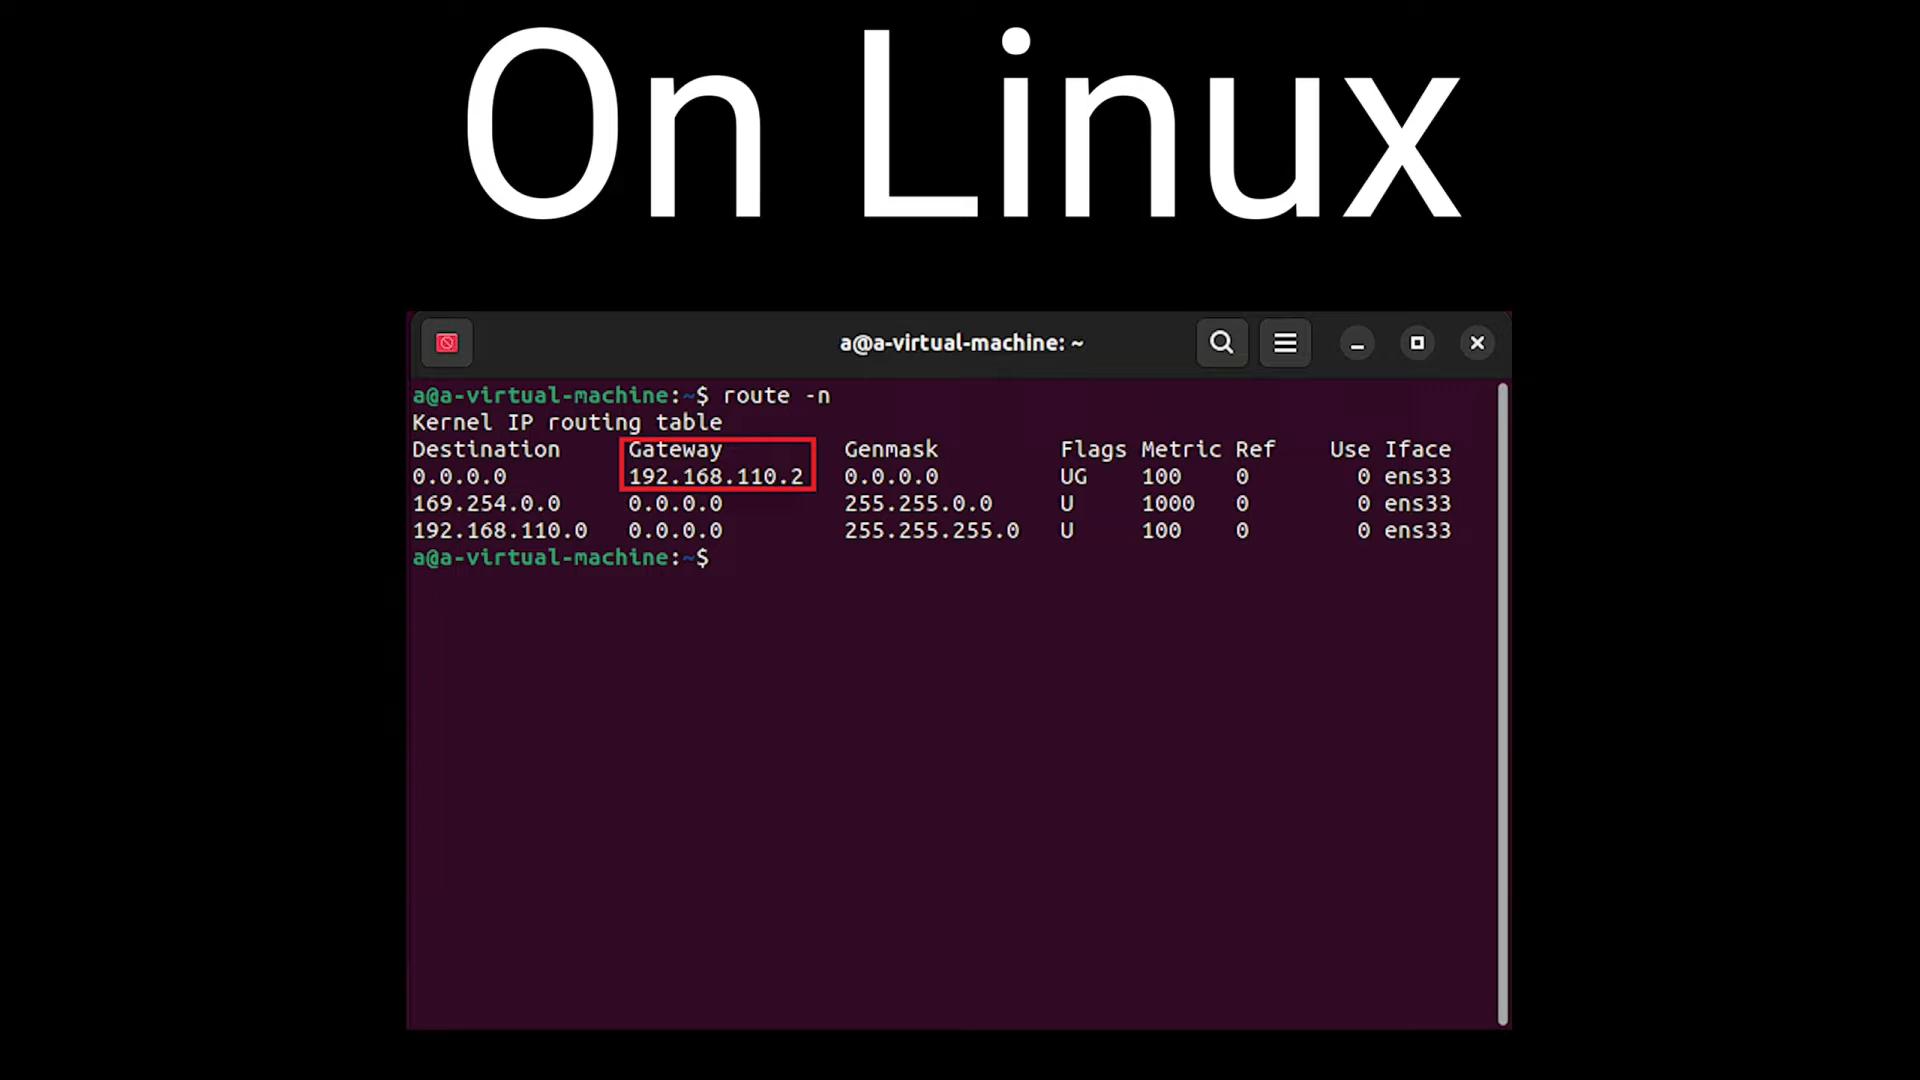 On Linux
a@a-virtual-machine: ~
a@a-virtual-machine:~$ route -n
Kernel IP routing table
Destination Gateway Genmask Flags Metric Ref Use Iface
0.0.0.0 192.168.110.2 0.0.0.0 UG 100 0 0 ens33
169.254.0.0 0.0.0.0 255.255.0.0 U 1000 0 0 ens33
192.168.110.0 0.0.0.0 255.255.255.0 U 100 0 0 ens33
a@a-virtual-machine:~$